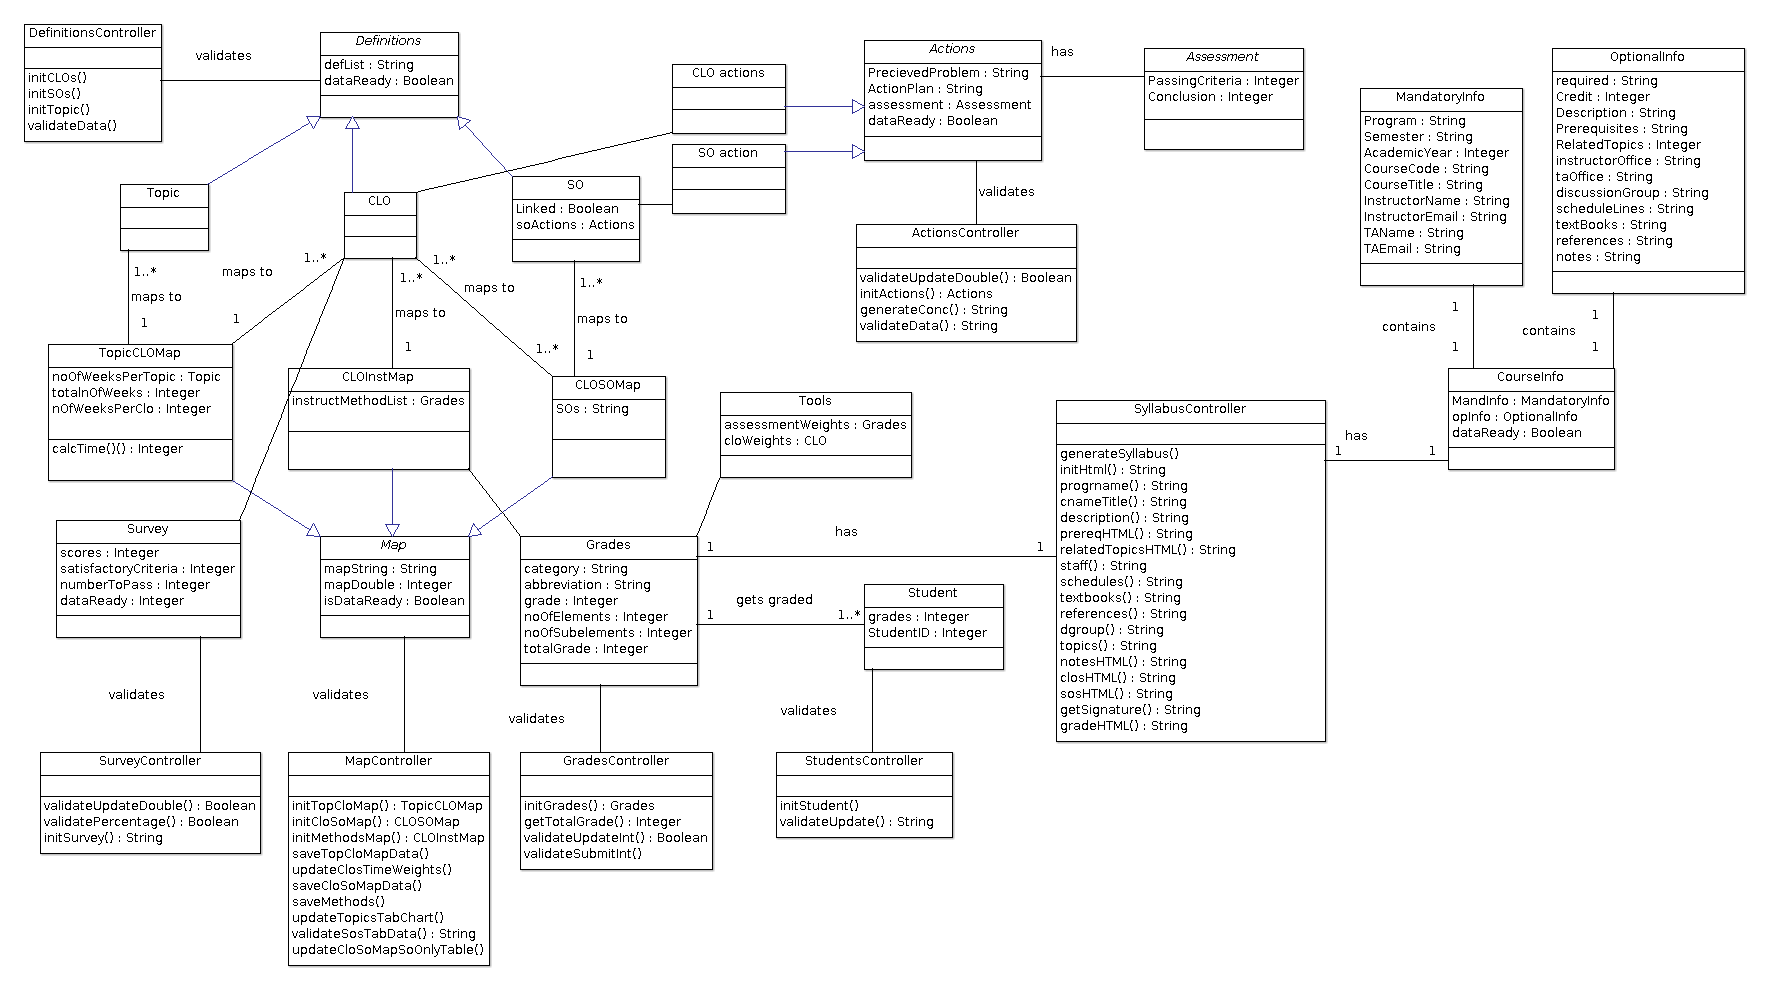 DefinitionsController
initCLOs()
initSOs()
initTopic()
validateData()
validates
Definitions
defList : String
dataReady : Boolean
CLO actions
SO action
Actions
PrecievedProblem : String
ActionPlan : String
assessment : Assessment
dataReady : Boolean
has
Assessment
PassingCriteria : Integer
Conclusion : Integer
MandatoryInfo
Program : String
Semester : String
AcademicYear : Integer
CourseCode : String
CourseTitle : String
InstructorName : String
InstructorEmail : String
TAName : String
TAEmail : String
OptionalInfo
required : String
Credit : Integer
Description : String
Prerequisites : String
RelatedTopics : Integer
instructorOffice : String
taOffice : String
discussionGroup : String
scheduleLines : String
textBooks : String
references : String
notes : String
Topic
CLO
SO
Linked : Boolean
soActions : Actions
validates
ActionsController
validateUpdateDouble() : Boolean
initActions() : Actions
generateConc() : String
validateData() : String
1..*
maps to
1
maps to
1..*
1
1..*
maps to
1
1..*
maps to
1..*
1..*
maps to
1
1
contains
1
1
contains
1
TopicCLOMap
noOfWeeksPerTopic : Topic
totalnOfWeeks : Integer
nOfWeeksPerClo : Integer
calcTime()() : Integer
CLOInstMap
instructMethodList : Grades
CLOSOMap
SOs : String
Tools
assessmentWeights : Grades
cloWeights : CLO
SyllabusController
generateSyllabus()
initHtml() : String
progrname() : String
cnameTitle() : String
description() : String
prereqHTML() : String
relatedTopicsHTML() : String
staff() : String
schedules() : String
textbooks() : String
references() : String
dgroup() : String
topics() : String
notesHTML() : String
closHTML() : String
sosHTML() : String
getSignature() : String
gradeHTML() : String
has
1
1
CourseInfo
MandInfo : MandatoryInfo
opInfo : OptionalInfo
dataReady : Boolean
Survey
scores : Integer
satisfactoryCriteria : Integer
numberToPass : Integer
dataReady : Integer
Map
mapString : String
mapDouble : Integer
isDataReady : Boolean
Grades
category : String
abbreviation : String
grade : Integer
noOfElements : Integer
noOfSubelements : Integer
totalGrade : Integer
has
1
1
gets graded
1
1..*
Student
grades : Integer
StudentID : Integer
validates
validates
validates
validates
SurveyController
validateUpdateDouble() : Boolean
validatePercentage() : Boolean
initSurvey() : String
MapController
initTopCloMap() : TopicCLOMap
initCloSoMap() : CLOSOMap
initMethodsMap() : CLOInstMap
saveTopCloMapData()
updateClosTimeWeights()
saveCloSoMapData()
saveMethods()
updateTopicsTabChart()
validateSosTabData() : String
updateCloSoMapSoOnlyTable()
GradesController
initGrades() : Grades
getTotalGrade() : Integer
validateUpdateInt() : Boolean
validateSubmitInt()
StudentsController
initStudent()
validateUpdate() : String